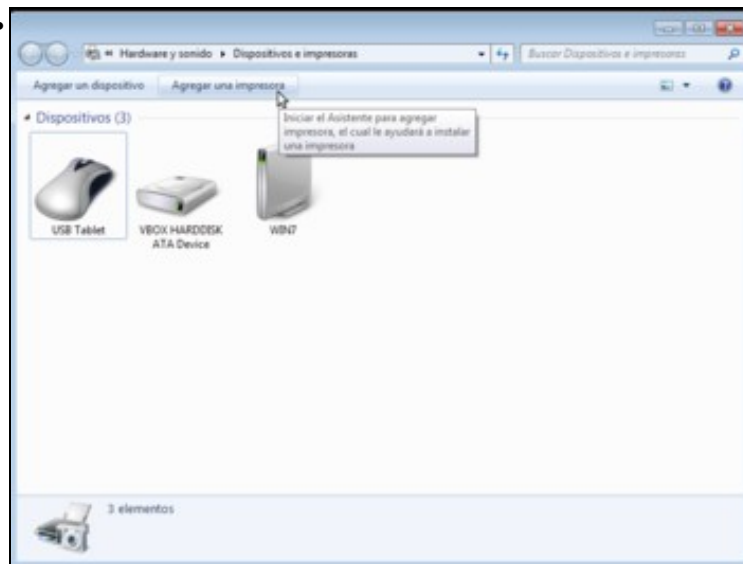 Hardware y sonido Dispositivos e impresoras
Buscar Dispositivos e impresoras
Agregar un dispositivo Agregar una impresora
Dispositivos (3)
Iniciar el Asistente para agregar
impresora, el cual le ayudará a instalar
una impresora
USB Tablet
VBOX HARDDISK
ATA Device
WIN7
3 elementos